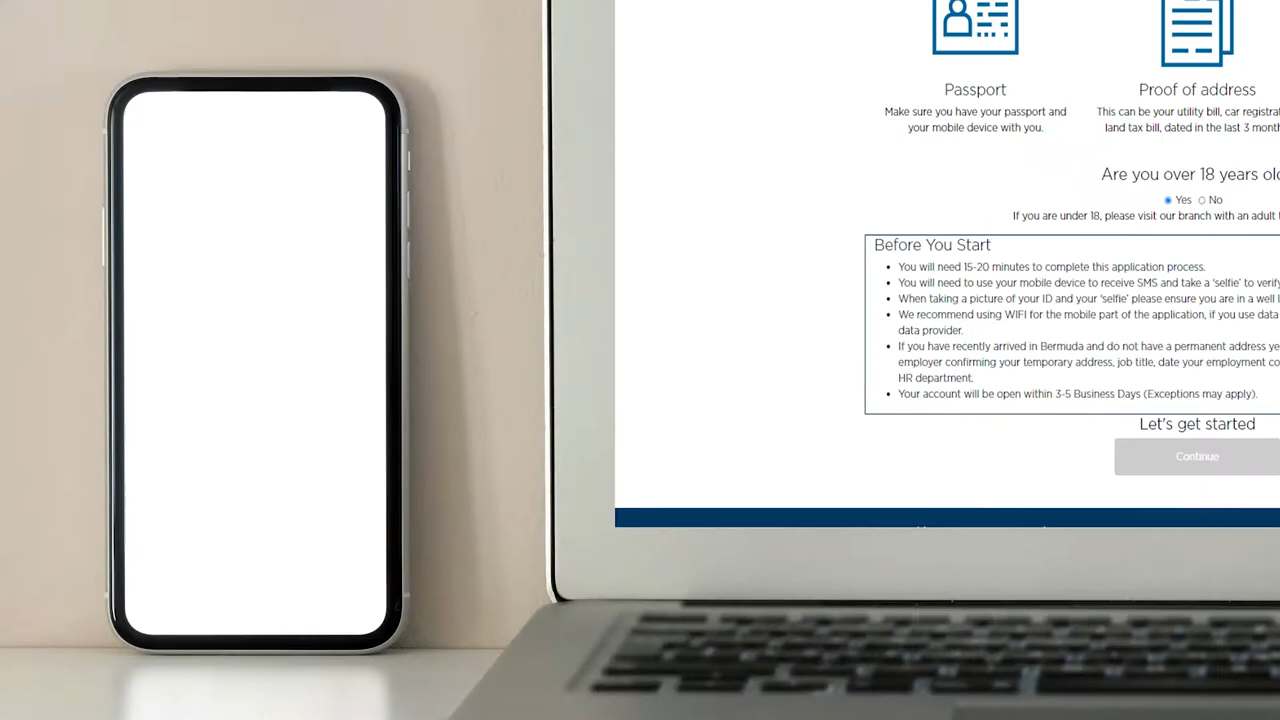 Passport
Proof of address
Make sure you have your passport and
This can be your utility bill, car registrat
your mobile device with you.
land tax bill, dated in the last 3 month
Are you over 18 years old
Yes
No
If you are under 18, please visit our branch with an adult
Before You Start
• You will need 15-20 minutes to complete this application process.
• You will need to use your mobile device to receive SMS and take a ‘selfie’ to verify
• When taking a picture of your ID and your ‘selfie’ please ensure you are in a well
• We recommend using WIFI for the mobile part of the application, if you use data
data provider.
• If you have recently arrived in Bermuda and do not have a permanent address ye
employer confirming your temporary address, job title, date your employment co
HR department.
• Your account will be open within 3-5 Business Days (Exceptions may apply).
Let's get started
Continue